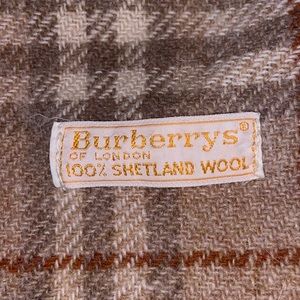 Burberrys®
OF LONDON
100% SHETLAND WOOL